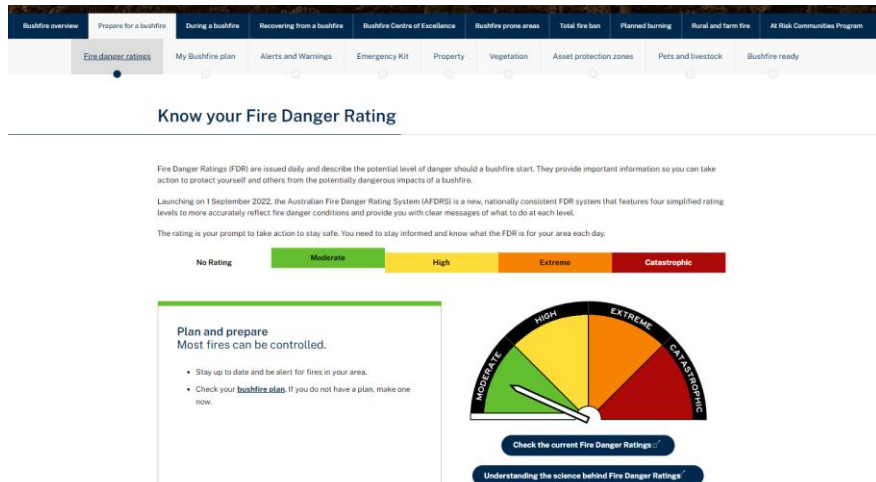 Bushfire overview Prepare for a bushfire During a bushfire Recovering from a bushfire Bushfire Centre of Excellence Bushfire prone areas Total fire ban Planned burning Rural and farm fire At Risk Communities Program
Fire danger ratings My Bushfire plan Alerts and Warnings Emergency Kit Property Vegetation Asset protection zones Pets and livestock Bushfire ready
Know your Fire Danger Rating
Fire Danger Ratings (FDR) are issued daily and describe the potential level of danger should a bushfire start. They provide important information so you can take
action to protect yourself and others from the potentially dangerous impacts of a bushfire.
Launching on 1 September 2022, the Australian Fire Danger Rating System (AFDRS) is a new, nationally consistent FDR system that features four simplified rating
levels to more accurately reflect fire danger conditions and provide you with clear messages of what to do at each level.
The rating is your prompt to take action to stay safe. You need to stay informed and know what the FDR is for your area each day.
No Rating Moderate High Extreme Catastrophic
Plan and prepare
Most fires can be controlled.
• Stay up to date and be alert for fires in your area.
• Check your bushfire plan. If you do not have a plan, make one
now.
MODERATE HIGH EXTREME CATASTROPHIC
Check the current Fire Danger Ratings
Understanding the science behind Fire Danger Ratings